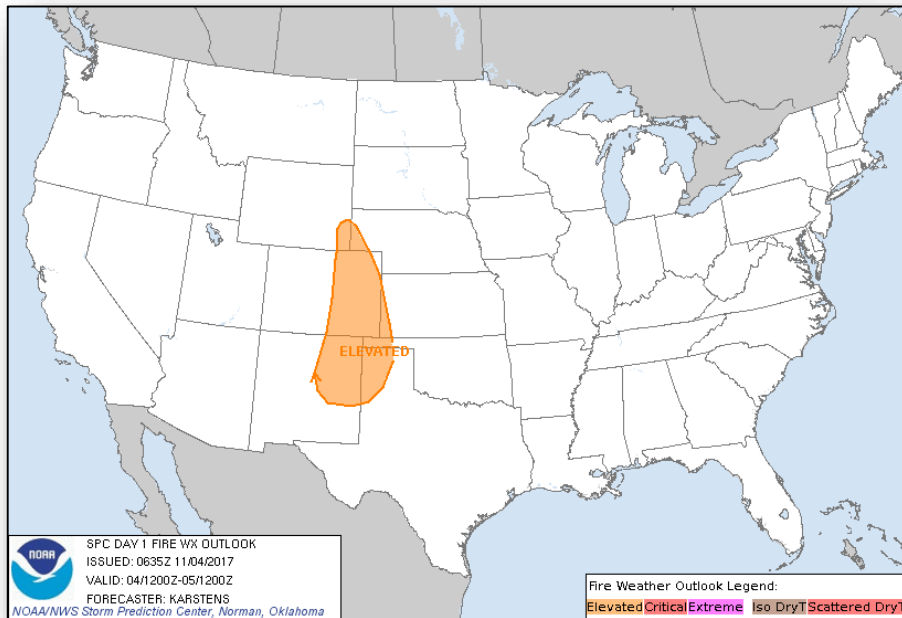 ELEVATED
NOAA
SPC DAY 1 FIRE WX OUTLOOK
ISSUED: 0635Z 11/04/2017
VALID: 04/1200Z-05/1200Z
FORECASTER: KARSTENS
NOAA/NWS Storm Prediction Center, Norman, Oklahoma
Fire Weather Outlook Legend:
Elevated Critical Extreme Iso DryT Scattered DryT